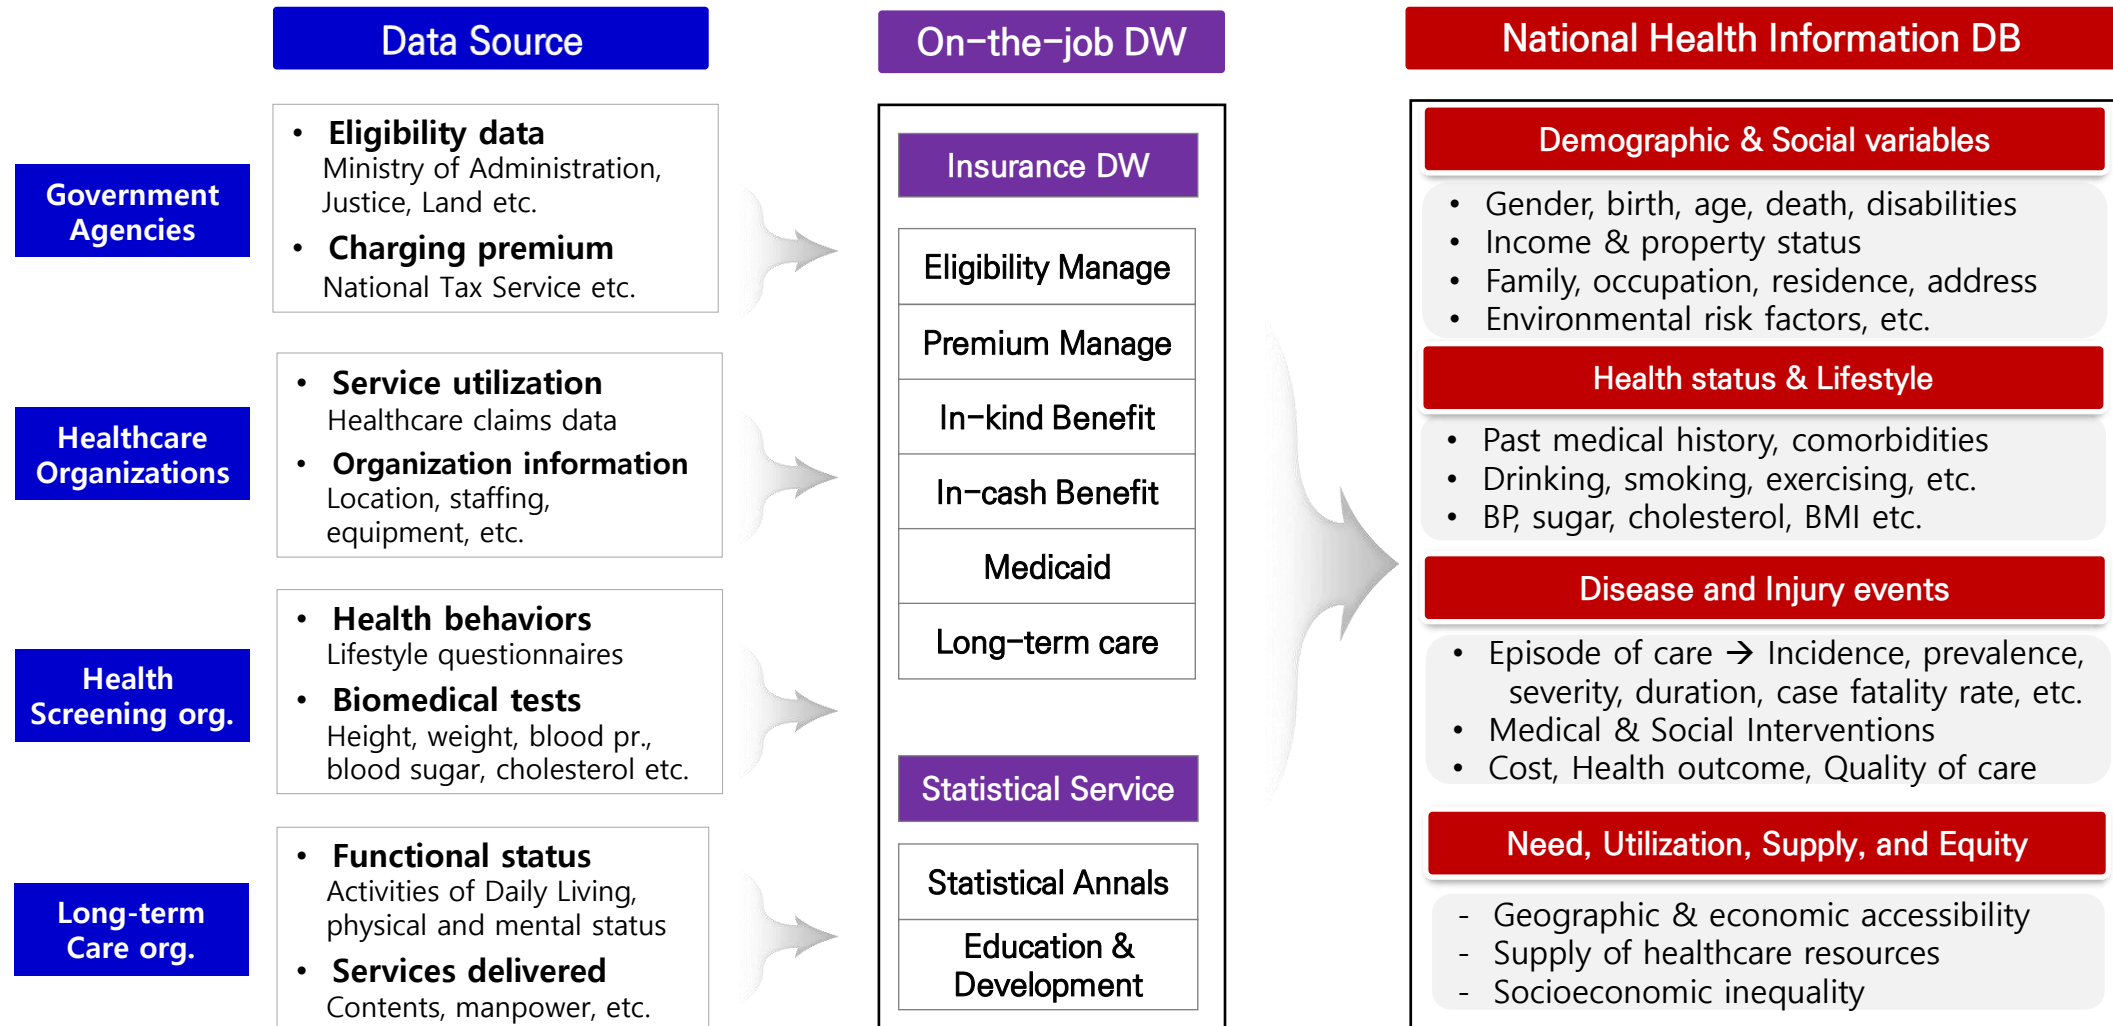 Data Source
On-the-job DW
National Health Information DB
Government
Agencies
• Eligibility data
Ministry of Administration,
Justice, Land etc.
• Charging premium
National Tax Service etc.
Healthcare
Organizations
• Service utilization
Healthcare claims data
• Organization information
Location, staffing,
equipment, etc.
Health
Screening org.
• Health behaviors
Lifestyle questionnaires
• Biomedical tests
Height, weight, blood pr.,
blood sugar, cholesterol etc.
Long-term
Care org.
• Functional status
Activities of Daily Living,
physical and mental status
• Services delivered
Contents, manpower, etc.
Insurance DW
Eligibility Manage
Premium Manage
In-kind Benefit
In-cash Benefit
Medicaid
Long-term care
Statistical Service
Statistical Annals
Education &
Development
Demographic & Social variables
• Gender, birth, age, death, disabilities
• Income & property status
• Family, occupation, residence, address
• Environmental risk factors, etc.
Health status & Lifestyle
• Past medical history, comorbidities
• Drinking, smoking, exercising, etc.
• BP, sugar, cholesterol, BMI etc.
Disease and Injury events
• Episode of care → Incidence, prevalence,
severity, duration, case fatality rate, etc.
• Medical & Social Interventions
• Cost, Health outcome, Quality of care
Need, Utilization, Supply, and Equity
- Geographic & economic accessibility
- Supply of healthcare resources
- Socioeconomic inequality